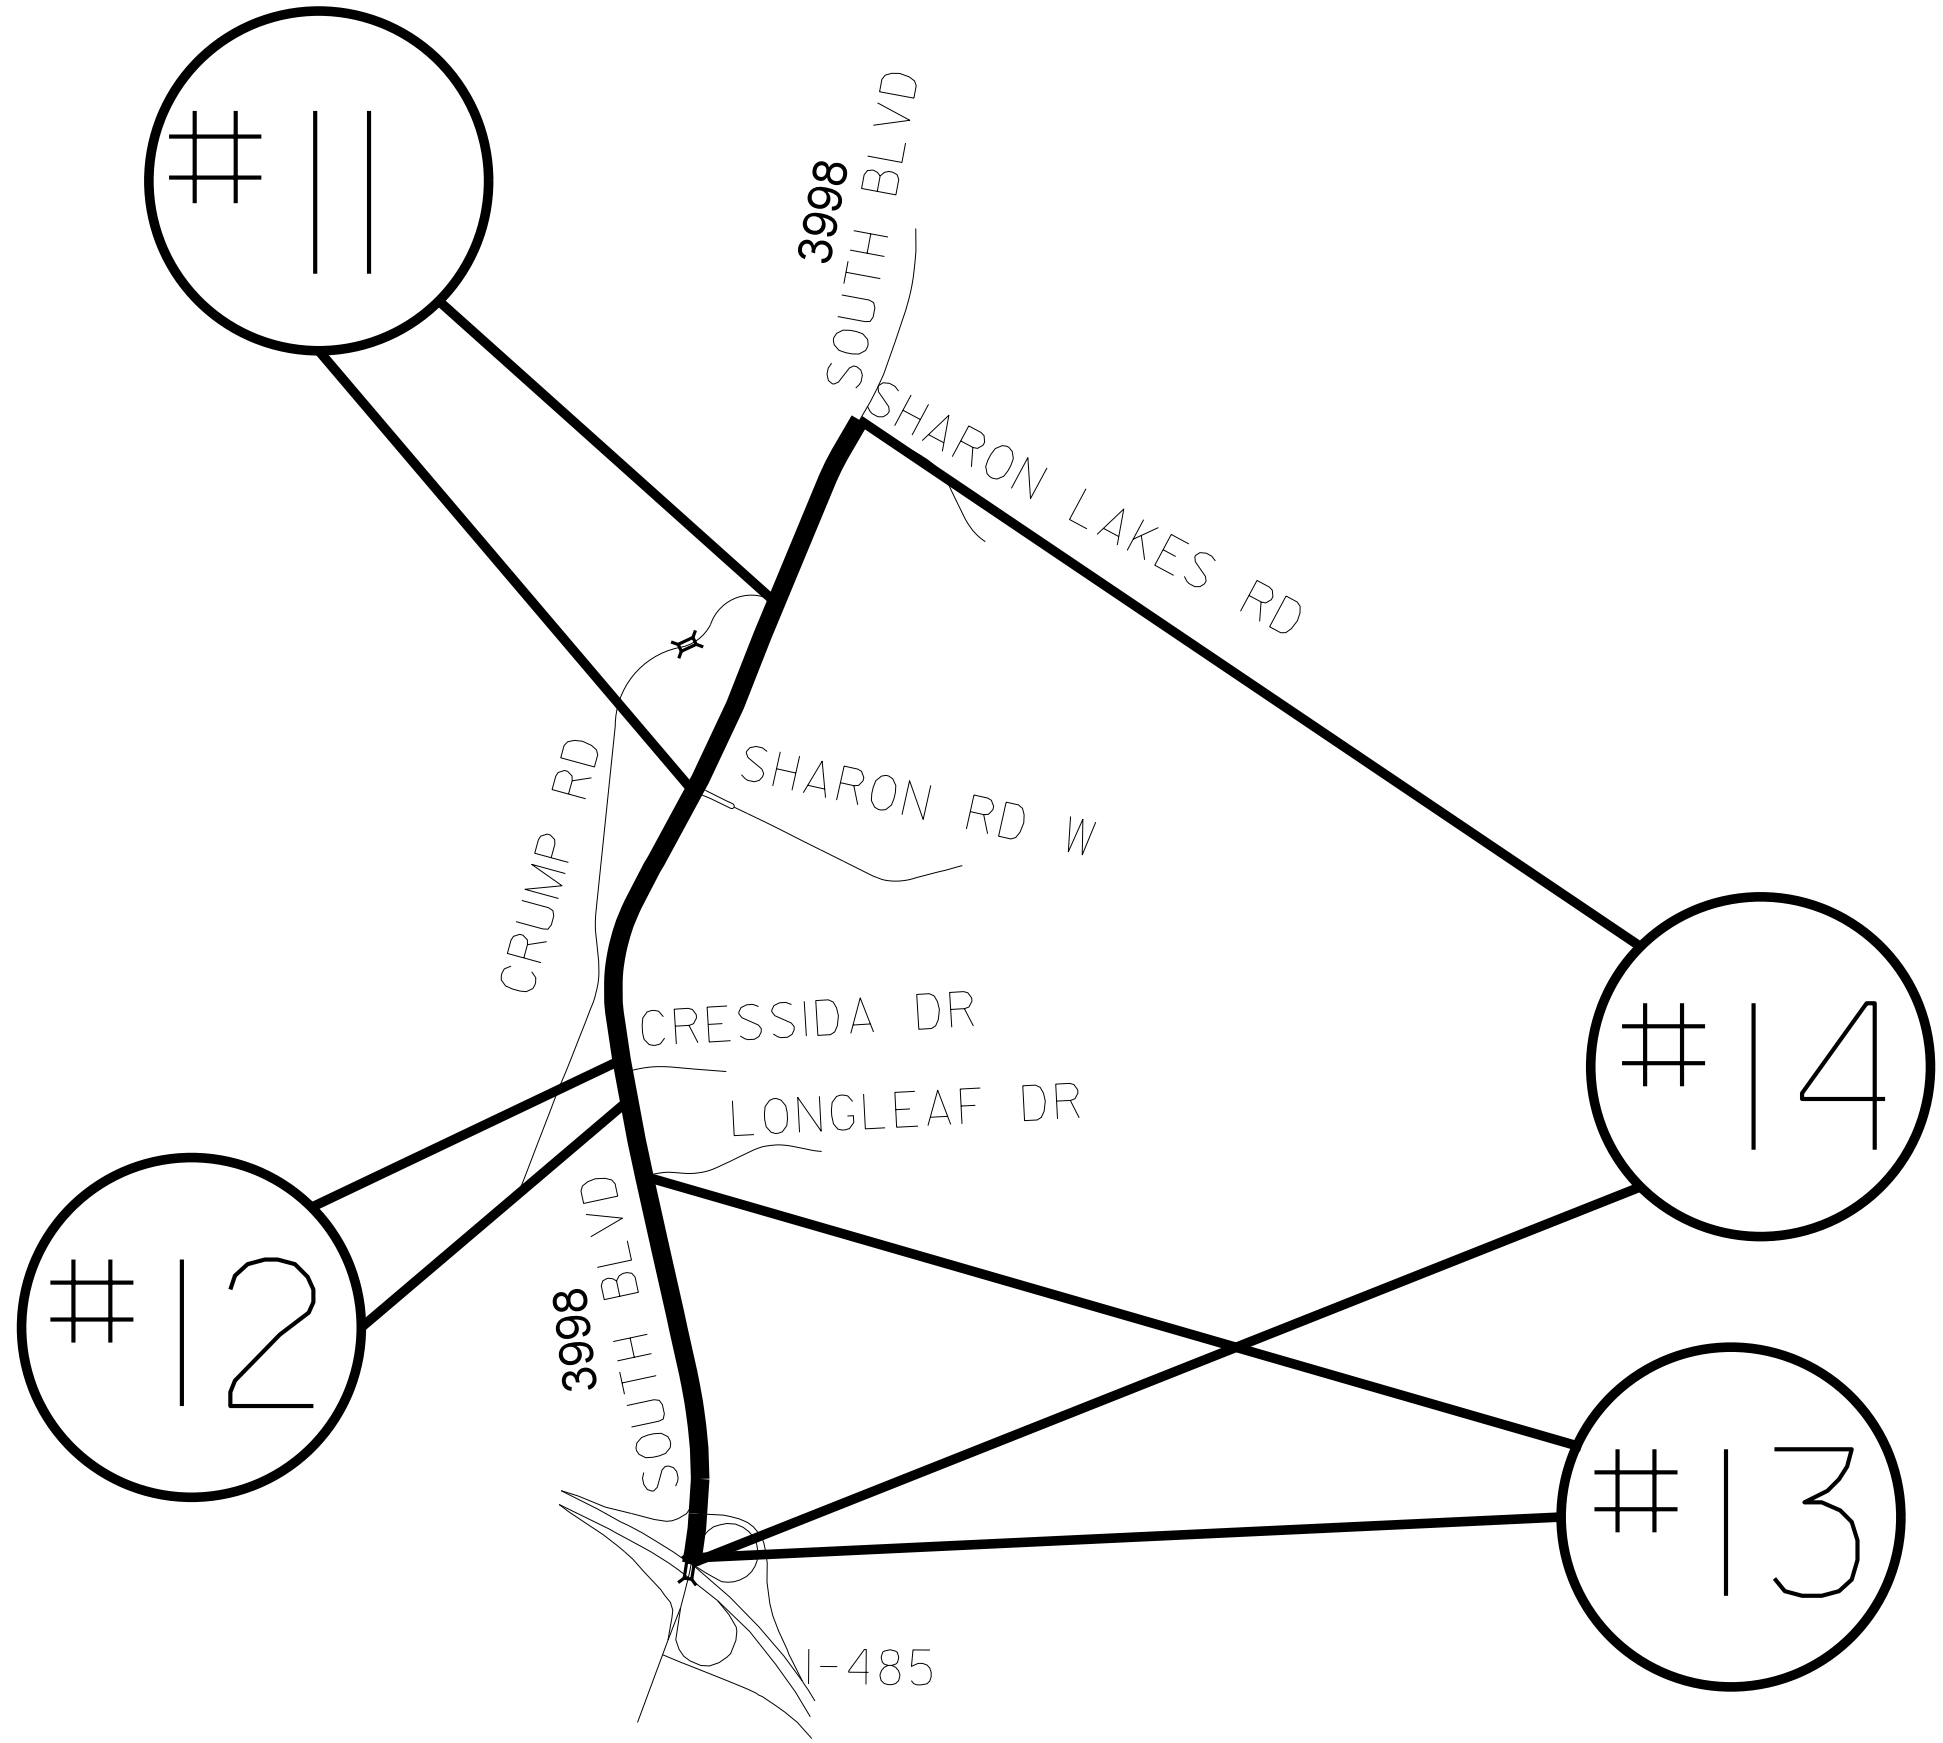 #11
3998
SOUTH BLVD
SHARON LAKES RD
CRUMP RD
SHARON RD W
CRESSIDA DR
#14
LONGLEAF DR
#12
3998
SOUTH BLVD
#13
I-485